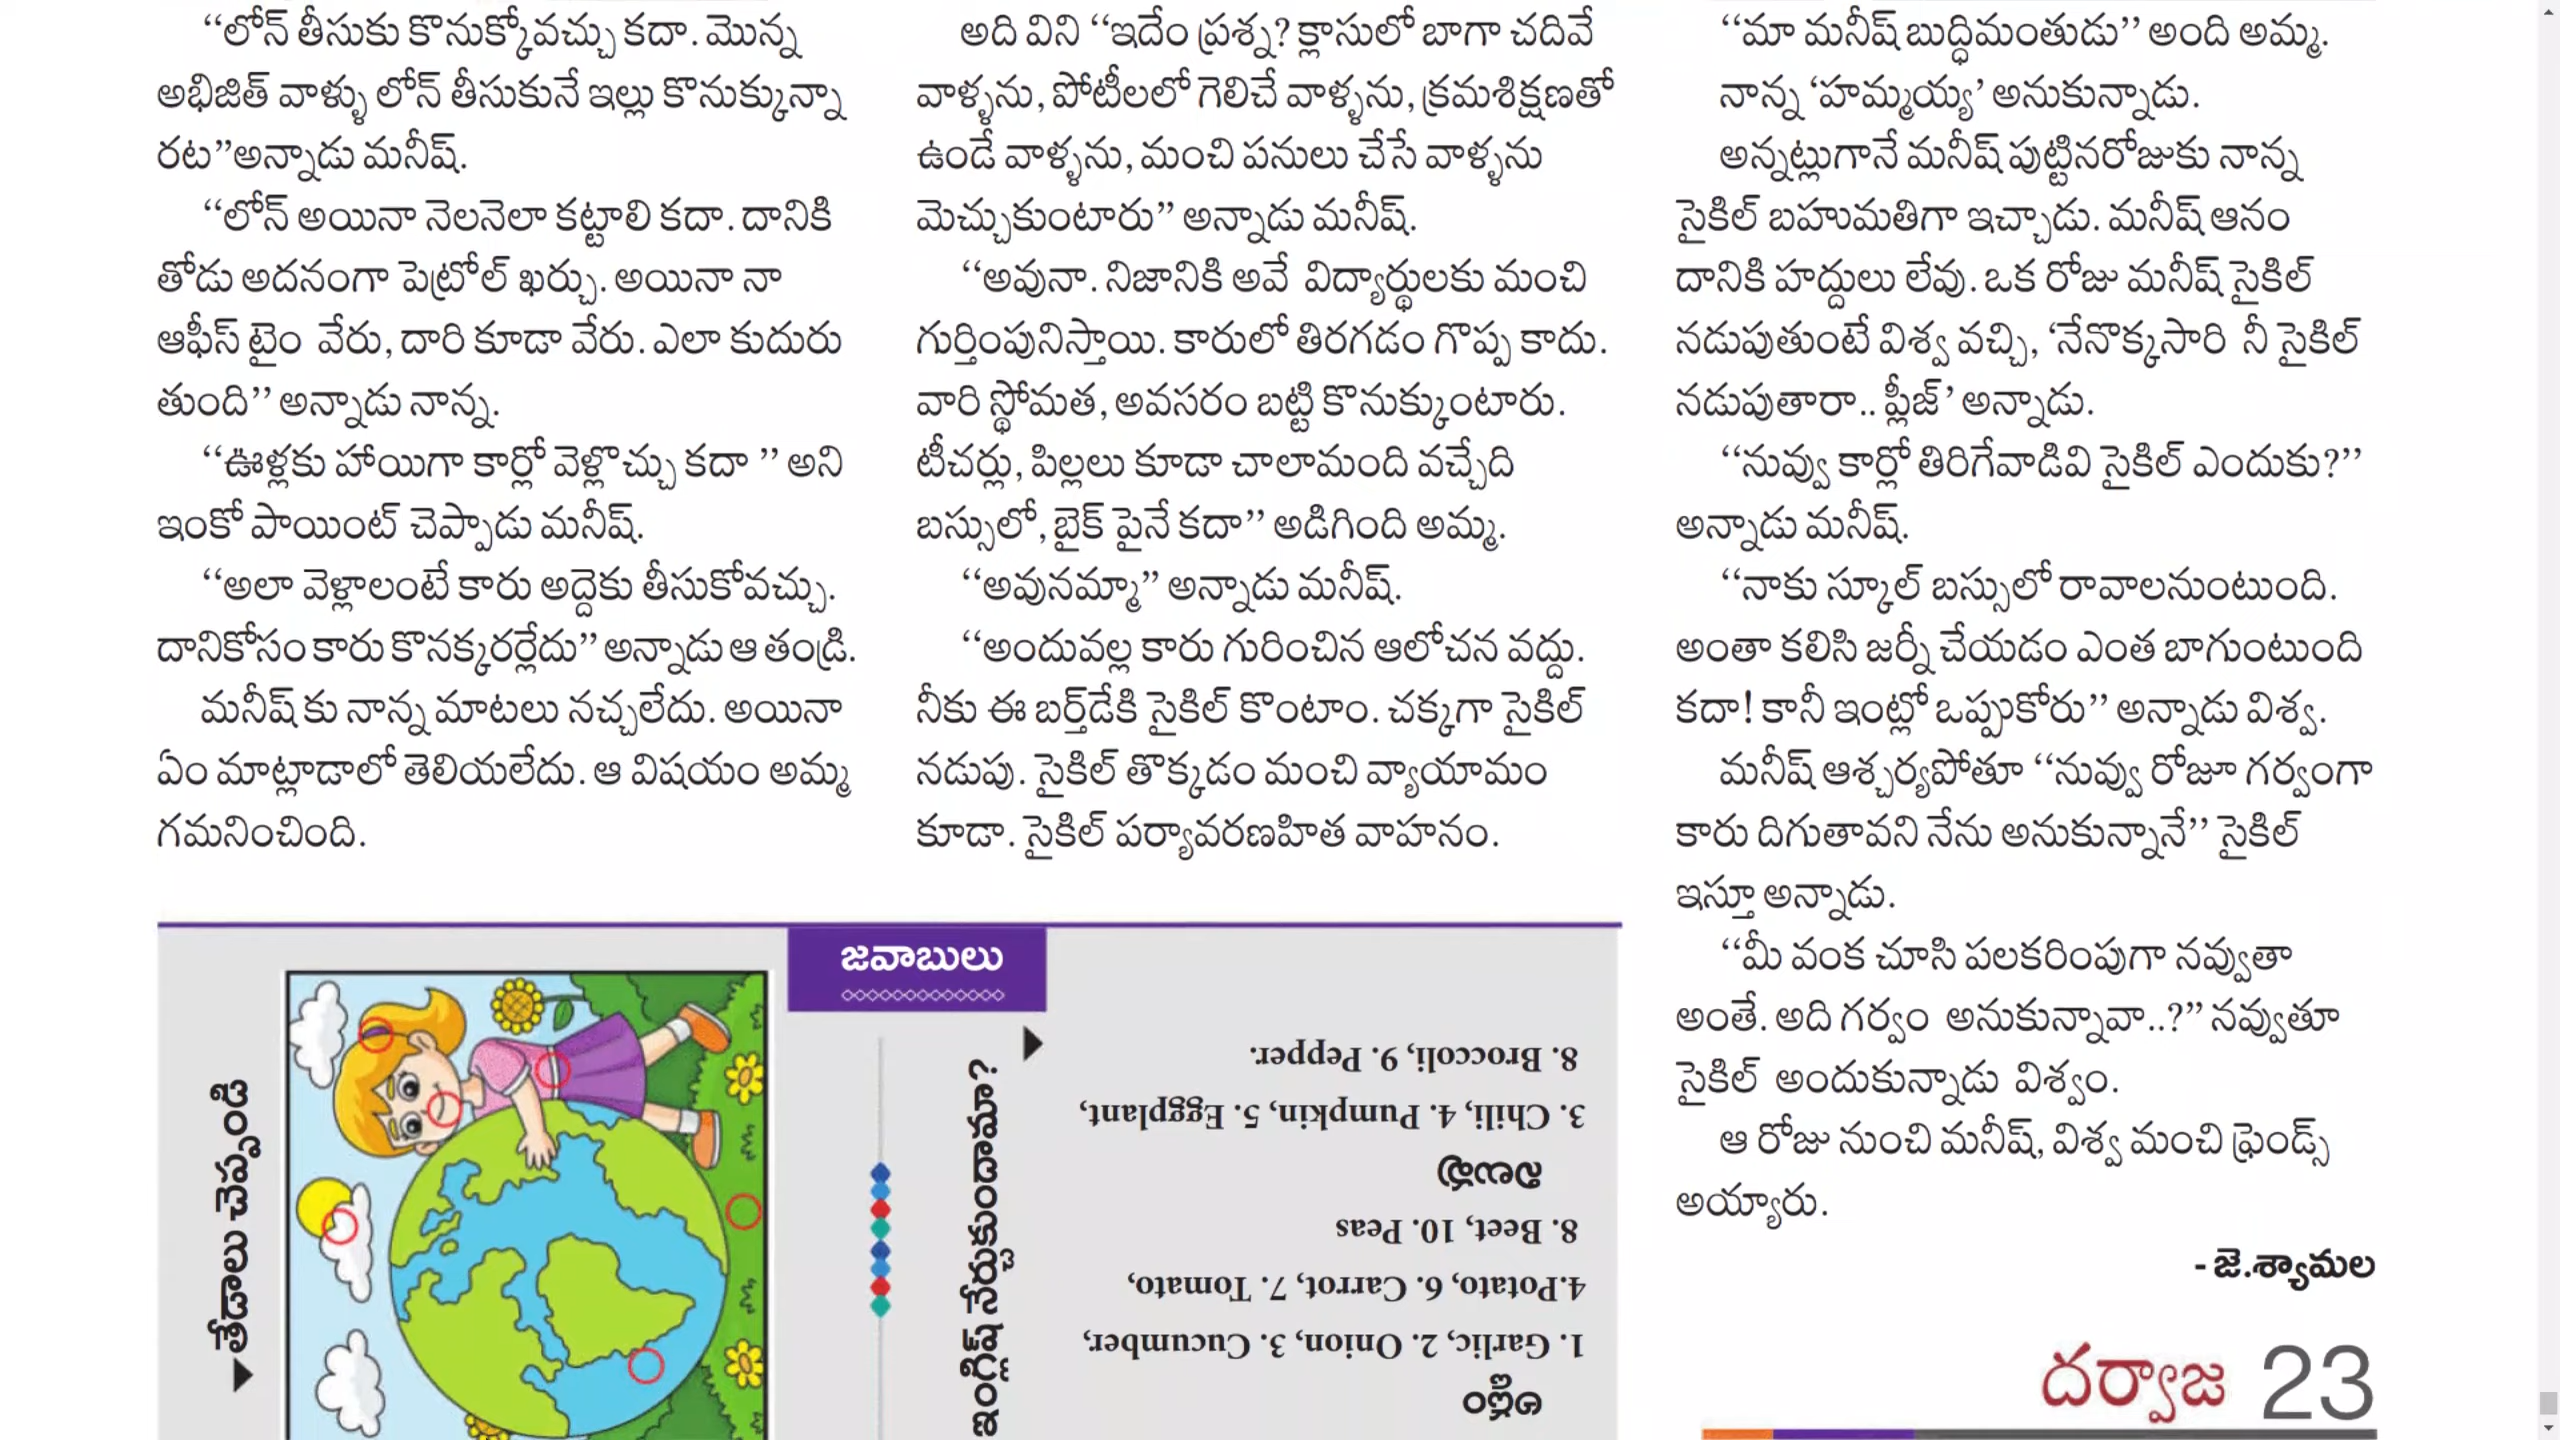 “లోన్ తీసుకు కొనుక్కోవచ్చు కదా. మొన్న
అభిజిత్ వాళ్ళు లోన్ తీసుకునే ఇల్లు కొనుక్కున్నా
రట”అన్నాడు మనీష్.
“లోన్ అయినా నెలనెలా కట్టాలి కదా. దానికి
తోడు అదనంగా పెట్రోల్ ఖర్చు. అయినా నా
ఆఫీస్ టైం వేరు, దారి కూడా వేరు. ఎలా కుదురు
తుంది” అన్నాడు నాన్న.
“ఊళ్లకు హాయిగా కార్లో వెళ్లొచ్చు కదా ” అని
ఇంకో పాయింట్ చెప్పాడు మనీష్.
“అలా వెళ్లాలంటే కారు అద్దెకు తీసుకోవచ్చు.
దానికోసం కారు కొనక్కరర్లేదు” అన్నాడు ఆ తండ్రి.
మనీష్‌కు నాన్న మాటలు నచ్చలేదు. అయినా
ఏం మాట్లాడాలో తెలియలేదు. ఆ విషయం అమ్మ
గమనించింది.
అది విని “ఇదేం ప్రశ్న? క్లాసులో బాగా చదివే
వాళ్ళను, పోటీలలో గెలిచే వాళ్ళను, క్రమశిక్షణతో
ఉండే వాళ్ళను, మంచి పనులు చేసే వాళ్ళను
మెచ్చుకుంటారు” అన్నాడు మనీష్.
“అవునా. నిజానికి అవే విద్యార్థులకు మంచి
గుర్తింపునిస్తాయి. కారులో తిరగడం గొప్ప కాదు.
వారి స్థోమత, అవసరం బట్టి కొనుక్కుంటారు.
టీచర్లు, పిల్లలు కూడా చాలామంది వచ్చేది
బస్సులో, బైక్ పైనే కదా” అడిగింది అమ్మ.
“అవునమ్మా” అన్నాడు మనీష్.
“అందువల్ల కారు గురించిన ఆలోచన వద్దు.
నీకు ఈ బర్త్‌డేకి సైకిల్ కొంటాం. చక్కగా సైకిల్
నడుపు. సైకిల్ తొక్కడం మంచి వ్యాయామం
కూడా. సైకిల్ పర్యావరణహిత వాహనం.
“మా మనీష్ బుద్ధిమంతుడు” అంది అమ్మ.
నాన్న ‘హమ్మయ్య’ అనుకున్నాడు.
అన్నట్లుగానే మనీష్ పుట్టినరోజుకు నాన్న
సైకిల్ బహుమతిగా ఇచ్చాడు. మనీష్ ఆనం
దానికి హద్దులు లేవు. ఒక రోజు మనీష్ సైకిల్
నడుపుతుంటే విశ్వ వచ్చి, ‘నేనొక్కసారి నీ సైకిల్
నడుపుతారా.. ప్లీజ్’ అన్నాడు.
“నువ్వు కార్లో తిరిగేవాడివి సైకిల్ ఎందుకు?”
అన్నాడు మనీష్.
“నాకు స్కూల్ బస్సులో రావాలనుంటుంది.
అంతా కలిసి జర్నీ చేయడం ఎంత బాగుంటుంది
కదా! కానీ ఇంట్లో ఒప్పుకోరు” అన్నాడు విశ్వ.
మనీష్ ఆశ్చర్యపోతూ “నువ్వు రోజూ గర్వంగా
కారు దిగుతావని నేను అనుకున్నానే” సైకిల్
ఇస్తూ అన్నాడు.
“మీ వంక చూసి పలకరింపుగా నవ్వుతా
అంతే. అది గర్వం అనుకున్నావా..?” నవ్వుతూ
సైకిల్ అందుకున్నాడు విశ్వం.
ఆ రోజు నుంచి మనీష్, విశ్వ మంచి ఫ్రెండ్స్
అయ్యారు.
- జె.శ్యామల
జవాబులు
తేడాలు చెప్పండి
ఇంగ్లీష్ నేర్చుకుందామా?
అడ్డం
1. Garlic, 2. Onion, 3. Cucumber,
4.Potato, 6. Carrot, 7. Tomato,
8. Beet, 10. Peas
నిలువు
3. Chili, 4. Pumpkin, 5. Eggplant,
8. Broccoli, 9. Pepper.
దర్వాజ 23